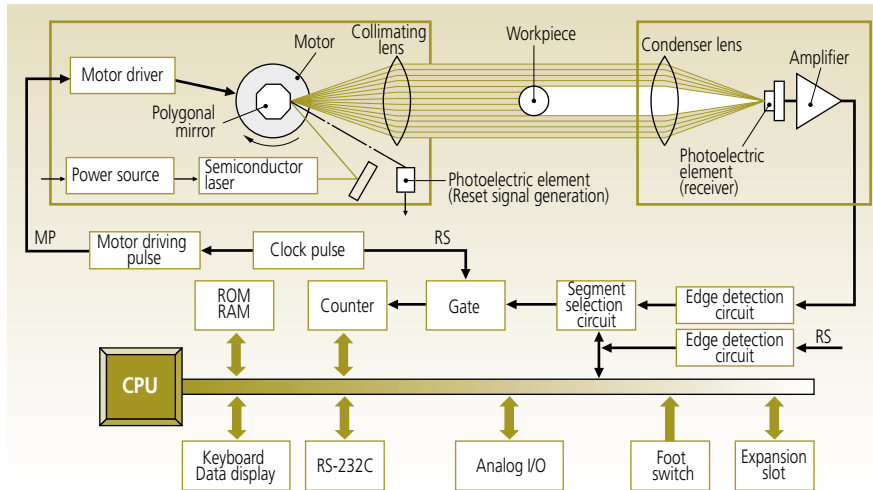 Motor
Collimating
lens
Workpiece
Condenser lens
Amplifier
Motor driver
Polygonal
mirror
Power source
Semiconductor
laser
Photoelectric element
(Reset signal generation)
Photoelectric
element
(receiver)
MP
Motor driving
pulse
Clock pulse
RS
ROM
RAM
Counter
Gate
Segment
selection
circuit
Edge detection
circuit
Edge detection
circuit
RS
CPU
Keyboard
Data display
RS-232C
Analog I/O
Foot
switch
Expansion
slot